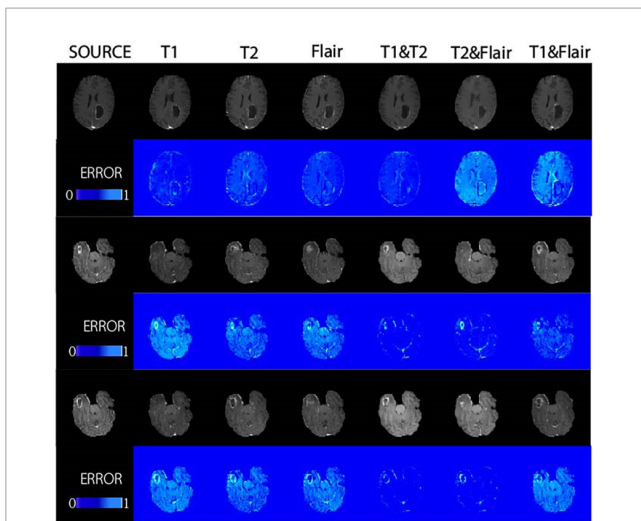 SOURCE T1 T2 Flair T1&T2 T2&Flair T1&Flair
ERROR
0 1
ERROR
0 1
ERROR
0 1